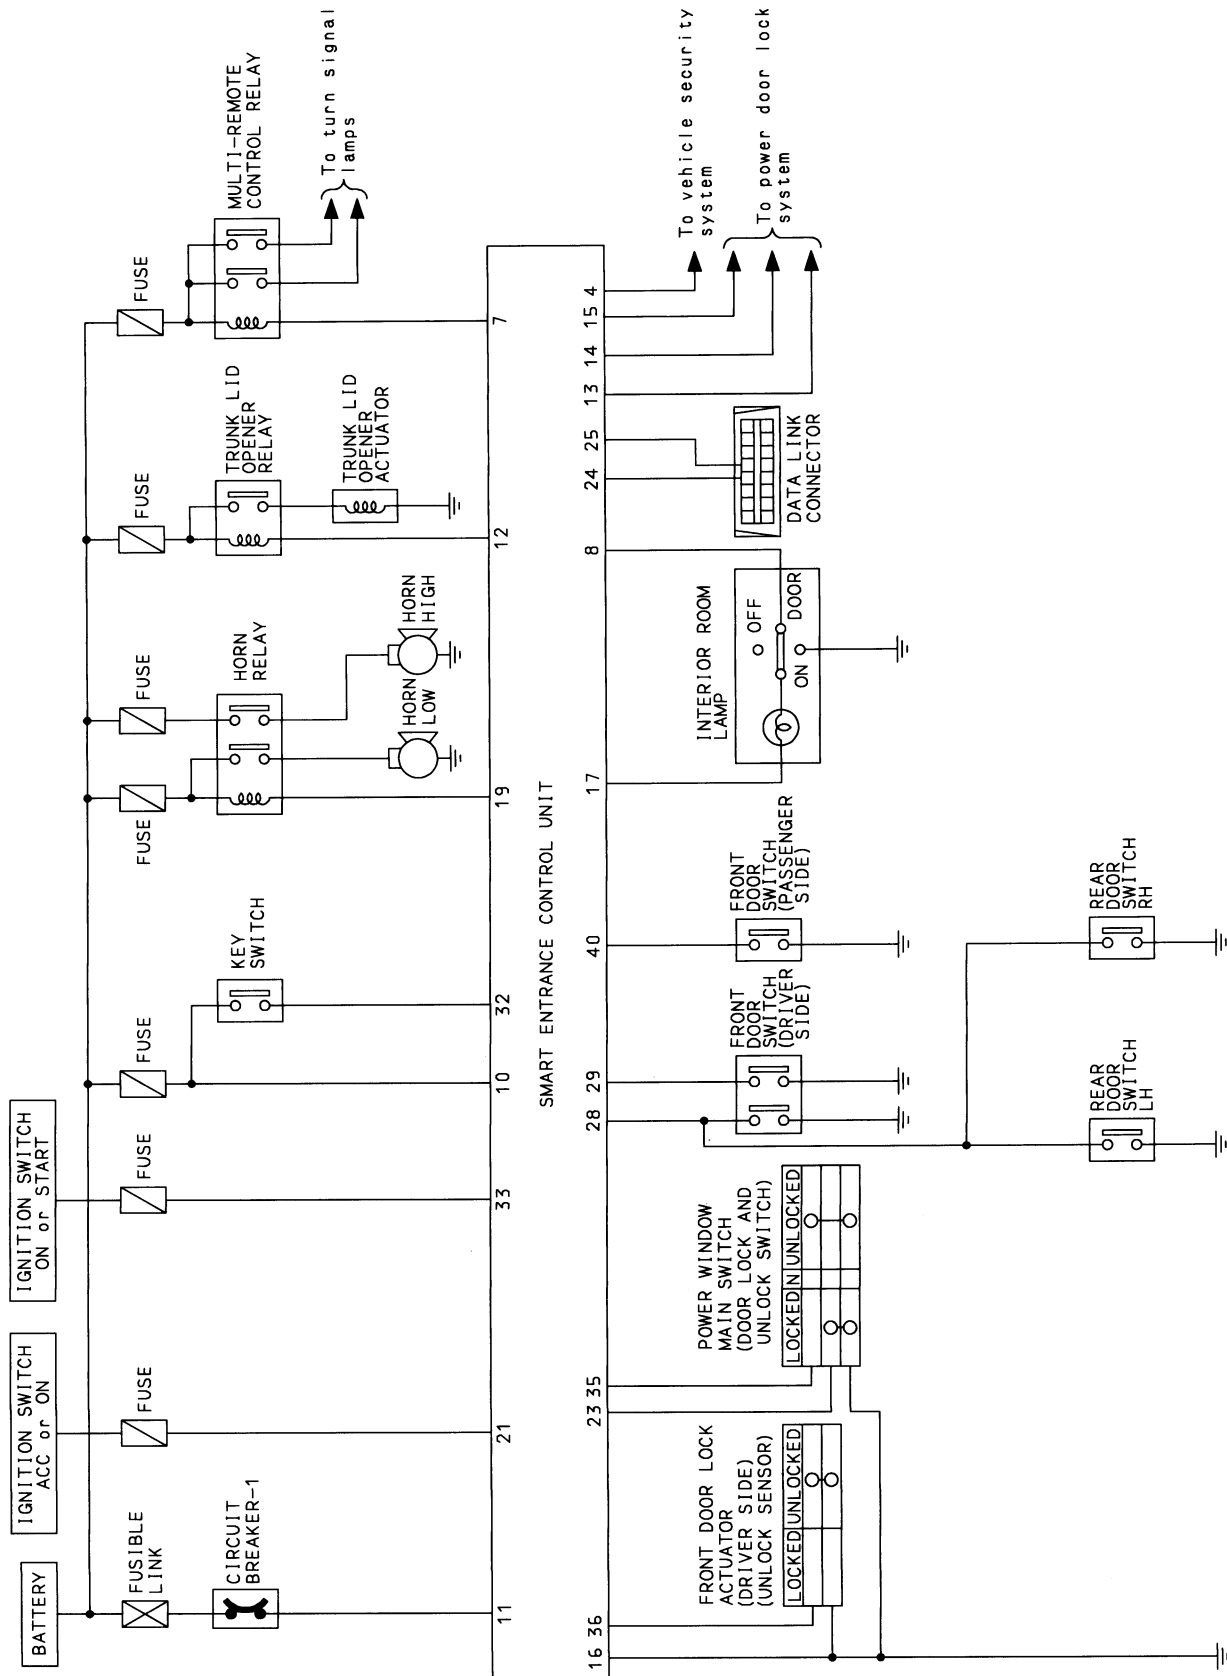 BATTERY
IGNITION SWITCH
ACC or ON
IGNITION SWITCH
ON or START
FUSIBLE
LINK
FUSE
FUSE
FUSE
FUSE
FUSE
FUSE
FUSE
CIRCUIT
BREAKER-1
KEY
SWITCH
HORN
RELAY
HORN
LOW
HORN
HIGH
TRUNK LID
OPENER
RELAY
TRUNK LID
OPENER
ACTUATOR
MULTI-REMOTE
CONTROL RELAY
To turn signal
lamps
11
21
33
10
32
19
12
7
SMART ENTRANCE CONTROL UNIT
16
36
23
35
28
29
40
17
8
24
25
13
14
15
4
FRONT DOOR LOCK
ACTUATOR
(DRIVER SIDE)
(UNLOCK SENSOR)
LOCKED
UNLOCKED
POWER WINDOW
MAIN SWITCH
(DOOR LOCK AND
UNLOCK SWITCH)
LOCKED
N
UNLOCKED
FRONT
DOOR
SWITCH
(DRIVER
SIDE)
FRONT
DOOR
SWITCH
(PASSENGER
SIDE)
INTERIOR ROOM
LAMP
OFF
DOOR
ON
DATA LINK
CONNECTOR
To vehicle security
system
To power door lock
system
REAR
DOOR
SWITCH
LH
REAR
DOOR
SWITCH
RH